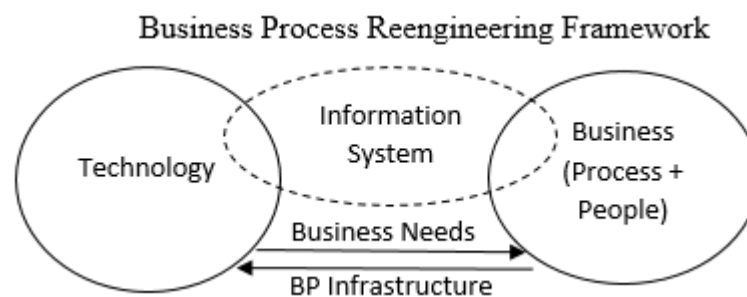 Business Process Reengineering Framework
Technology
Information
System
Business
(Process +
People)
Business Needs
BP Infrastructure